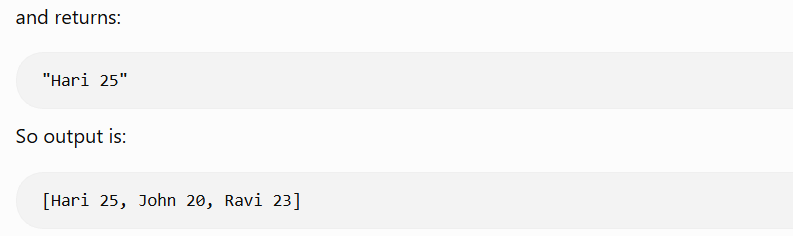 and returns:
"Hari 25"
So output is:
[Hari 25, John 20, Ravi 23]